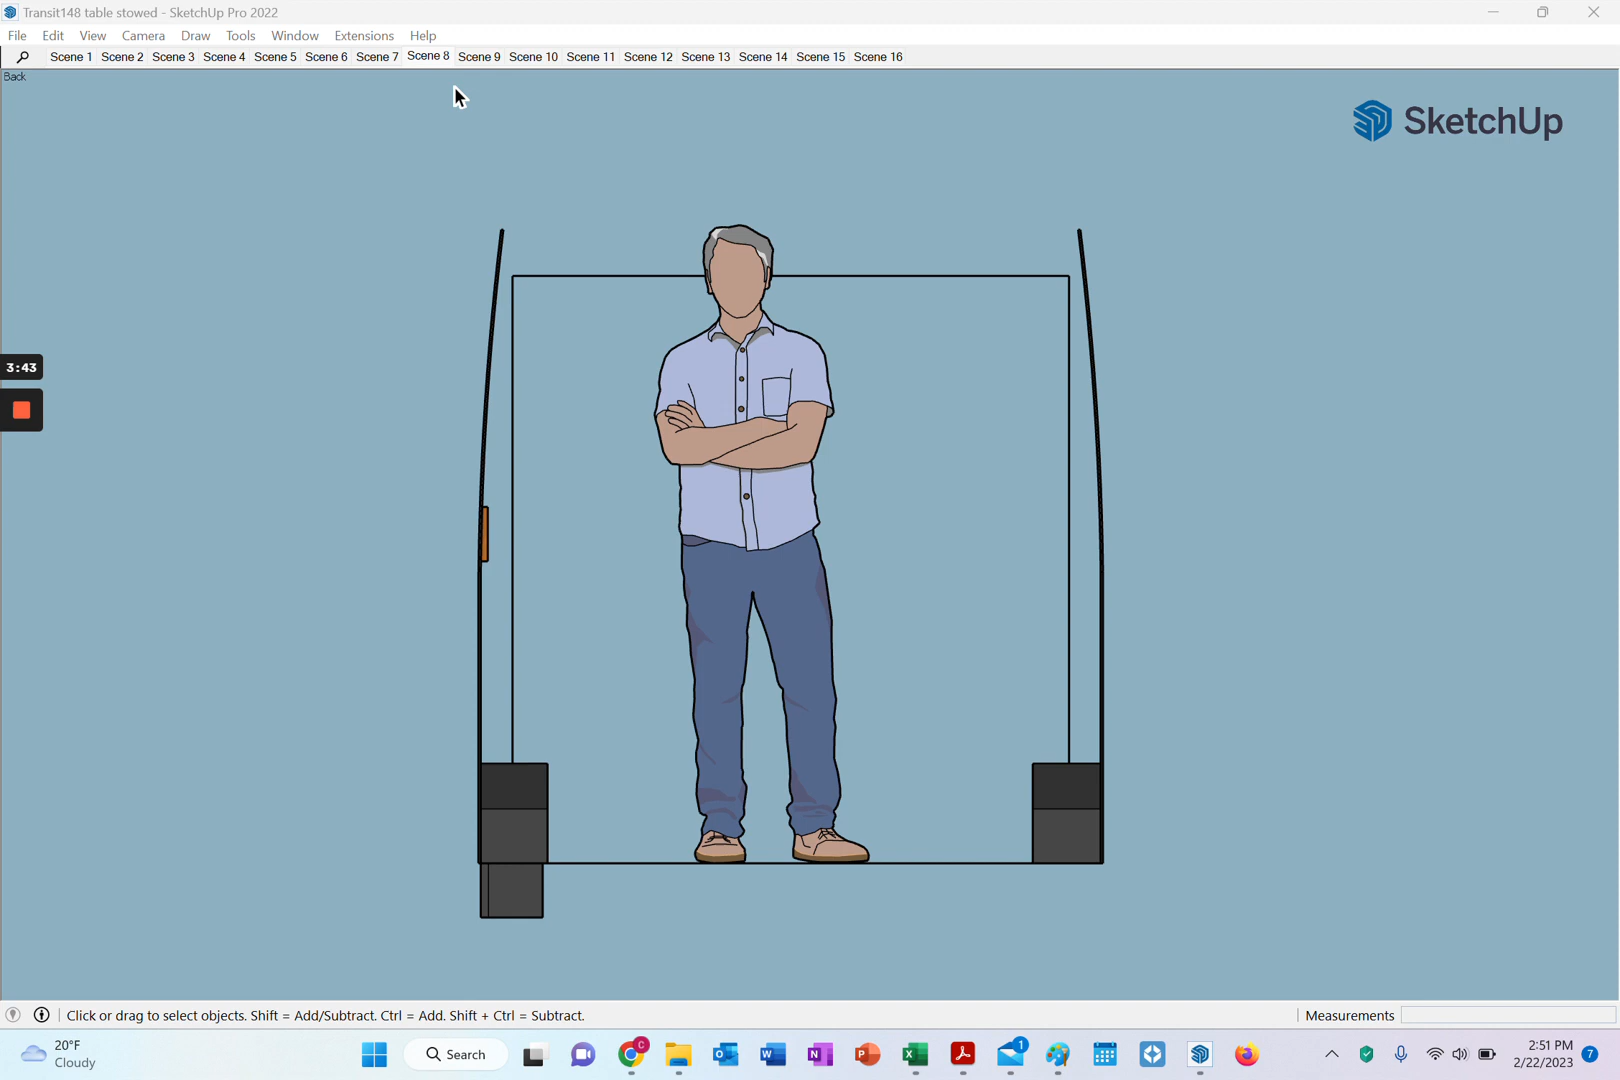 Transit148 table stowed - SketchUp Pro 2022
File Edit View Camera Draw Tools Window Extensions Help
Scene 1 Scene 2 Scene 3 Scene 4 Scene 5 Scene 6 Scene 7 Scene 8 Scene 9 Scene 10 Scene 11 Scene 12 Scene 13 Scene 14 Scene 15 Scene 16
Back
SketchUp
3:43
Click or drag to select objects. Shift = Add/Subtract. Ctrl = Add. Shift + Ctrl = Subtract.
Measurements
20°F
Cloudy
Search
C
1
2:51 PM
2/22/2023
7